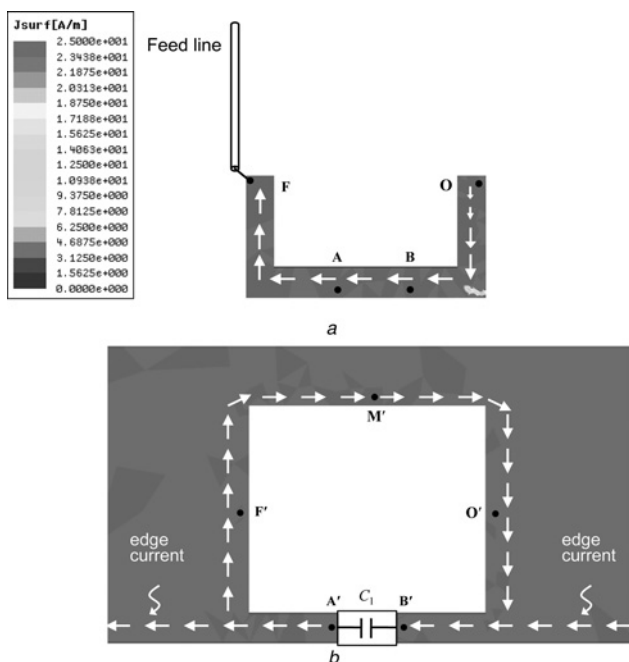 Jsurf[A/m]
2.5000e+001
2.3438e+001
2.1875e+001
2.0313e+001
1.8750e+001
1.7188e+001
1.5625e+001
1.4063e+001
1.2500e+001
1.0938e+001
9.3750e+000
7.8125e+000
6.2500e+000
4.6875e+000
3.1250e+000
1.5625e+000
0.0000e+000
Feed line
F
O
A
B
a
M'
F'
O'
edge
current
edge
current
A'
C1
B'
b